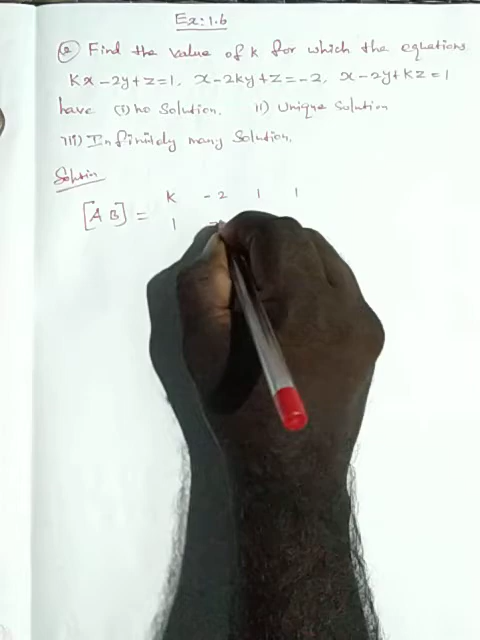 Ex: 1.6
② Find the value of k for which the equations
Kx - 2y + z = 1, x - 2ky + z = -2, x - 2y + kz = 1
have (i) no Solution. ii) Unique Solution
iii) Infinitely many Solution.
Solution
[A B] = K -2 1 1
1